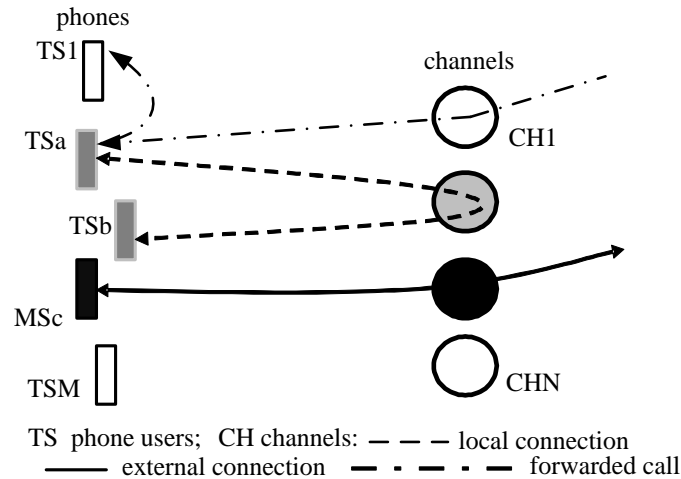 phones
TS1
channels
TSa
CH1
TSb
MSc
TSM
CHN
TS phone users; CH channels: local connection
external connection forwarded call